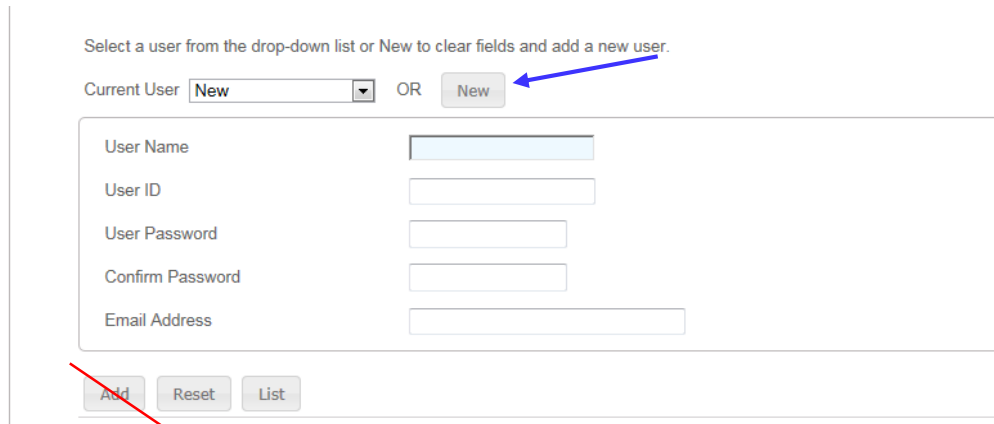 Select a user from the drop-down list or New to clear fields and add a new user.
Current User New OR New
User Name
User ID
User Password
Confirm Password
Email Address
Add Reset List